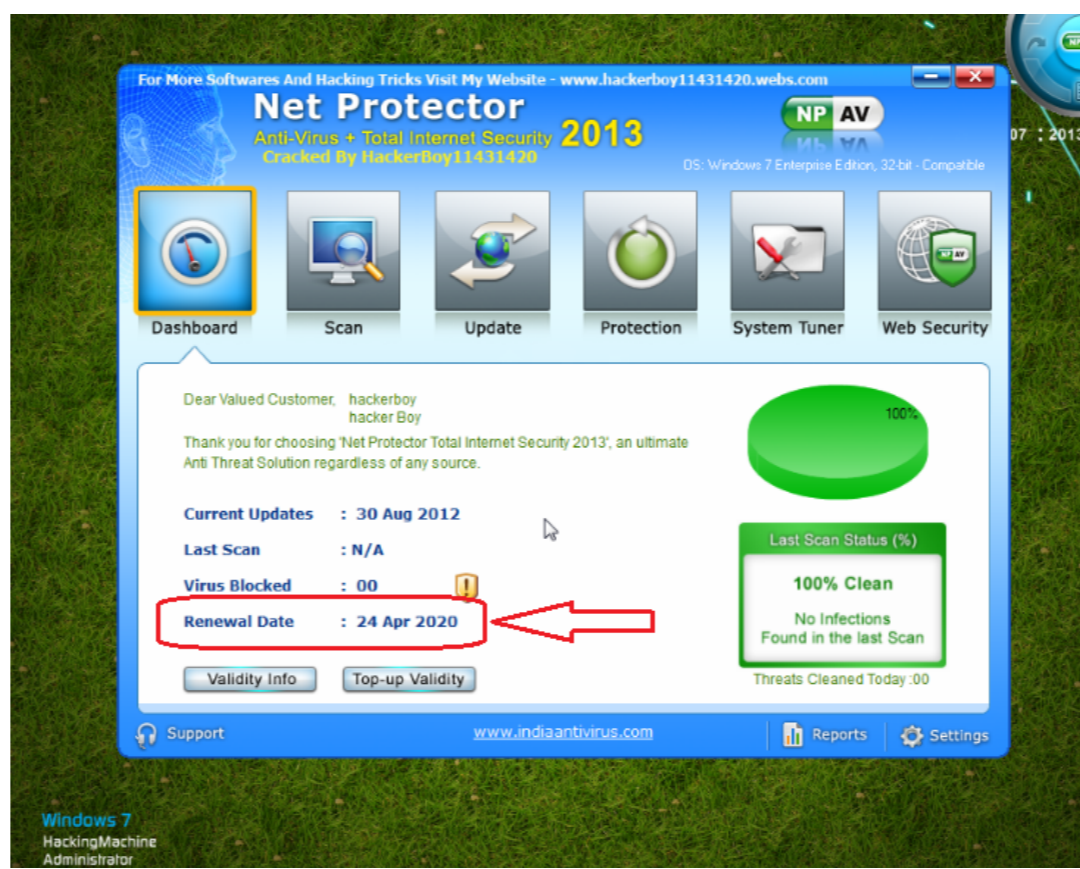 For More Softwares And Hacking Tricks Visit My Website - www.hackerboy11431420.webs.com
Net Protector
Anti-Virus + Total Internet Security 2013
Cracked By HackerBoy11431420
NP AV
OS: Windows 7 Enterprise Edition, 32-bit - Compatible
07 : 2013
Dashboard
Scan
Update
Protection
System Tuner
Web Security
NP AV
Dear Valued Customer, hackerboy
hacker Boy
Thank you for choosing 'Net Protector Total Internet Security 2013', an ultimate
Anti Threat Solution regardless of any source.
100%
Current Updates : 30 Aug 2012
Last Scan : N/A
Virus Blocked : 00
Renewal Date : 24 Apr 2020
Last Scan Status (%)
100% Clean
No Infections
Found in the last Scan
Validity Info
Top-up Validity
Threats Cleaned Today :00
Support
www.indiaantivirus.com
Reports
Settings
Windows 7
HackingMachine
Administrator